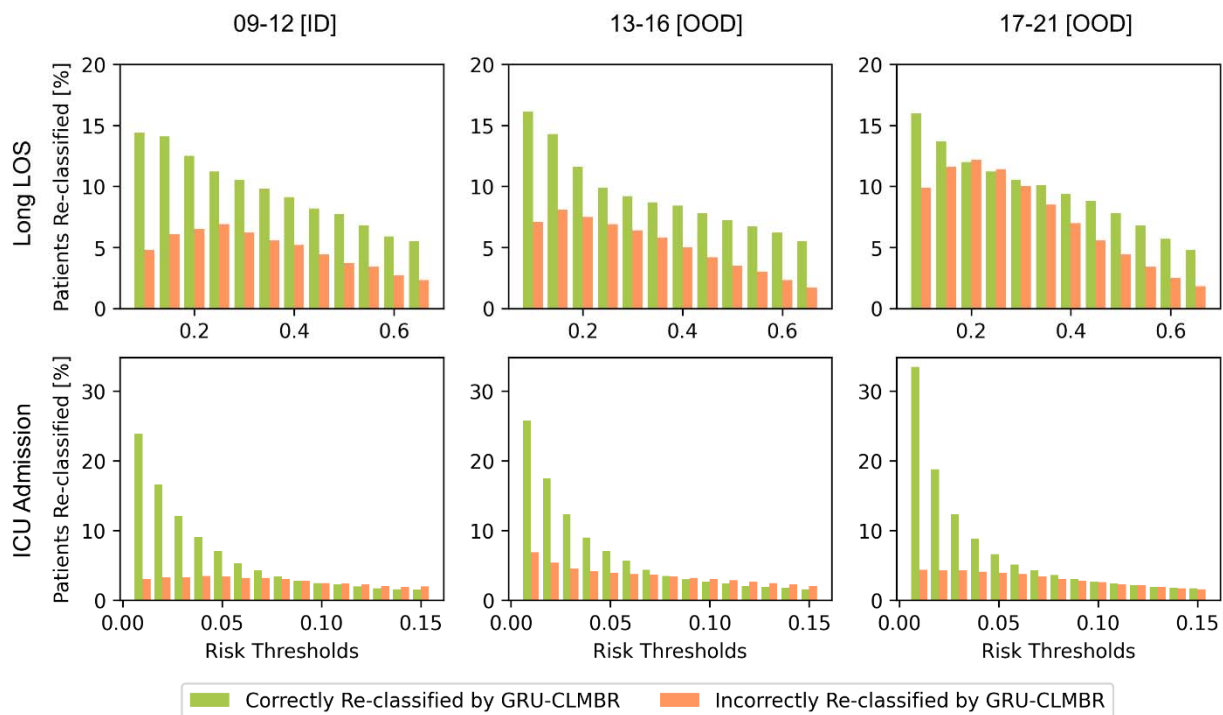 09-12 [ID] 13-16 [OOD] 17-21 [OOD]
Long LOS
Patients Re-classified [%]
20 20 20
15 15 15
10 10 10
5 5 5
0 0 0
0.2 0.4 0.6 0.2 0.4 0.6 0.2 0.4 0.6
ICU Admission
Patients Re-classified [%]
30 30 30
20 20 20
10 10 10
0 0 0
0.00 0.05 0.10 0.15 0.00 0.05 0.10 0.15 0.00 0.05 0.10 0.15
Risk Thresholds Risk Thresholds Risk Thresholds
Correctly Re-classified by GRU-CLMBR Incorrectly Re-classified by GRU-CLMBR